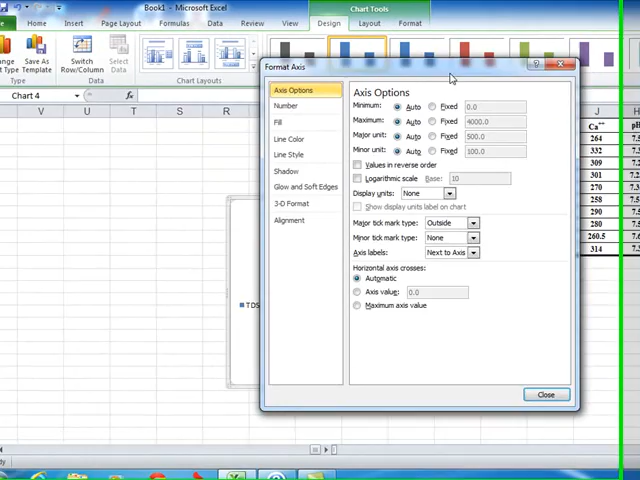 Book1 - Microsoft Excel
Chart Tools
Home Insert Page Layout Formulas Data Review View Design Layout Format
Save As Template
Switch Row/Column
Chart Layouts
Chart 4
fx
V U T S R J
Format Axis
Axis Options
Number
Fill
Line Color
Line Style
Shadow
Glow and Soft Edges
3-D Format
Alignment
Axis Options
Minimum: Auto Fixed 0.0
Maximum: Auto Fixed 4000.0
Major unit: Auto Fixed 500.0
Minor unit: Auto Fixed 100.0
Values in reverse order
Logarithmic scale Base: 10
Display units: None
Show display units label on chart
Major tick mark type: Outside
Minor tick mark type: None
Axis labels: Next to Axis
Horizontal axis crosses:
Automatic
Axis value: 0.0
Maximum axis value
Close
TDS
Ca++
264
332
309
301
270
258
290
280
260.5
314